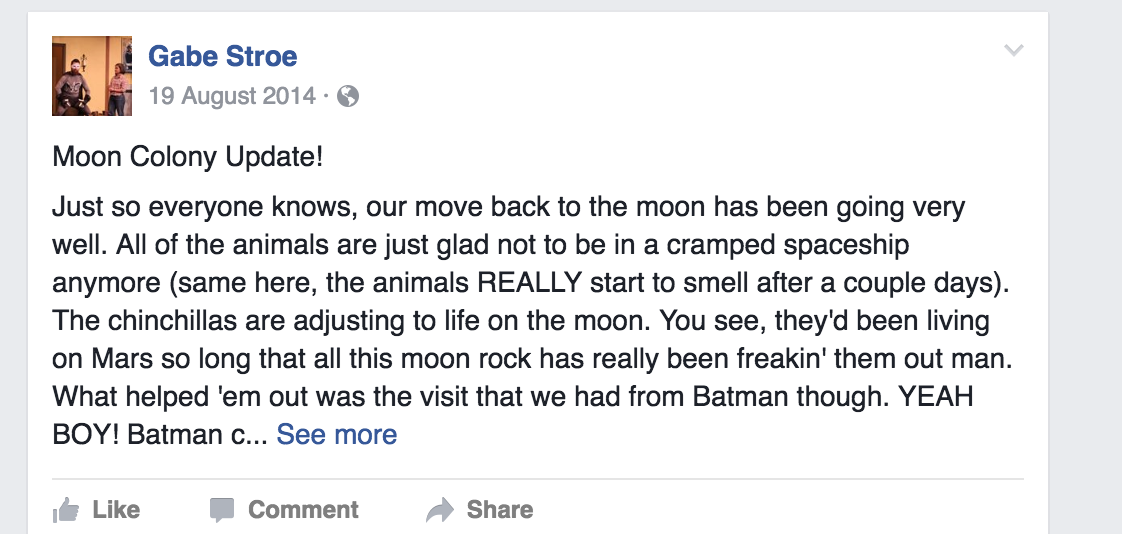 Gabe Stroe
19 August 2014 ·
Moon Colony Update!
Just so everyone knows, our move back to the moon has been going very
well. All of the animals are just glad not to be in a cramped spaceship
anymore (same here, the animals REALLY start to smell after a couple days).
The chinchillas are adjusting to life on the moon. You see, they'd been living
on Mars so long that all this moon rock has really been freakin' them out man.
What helped 'em out was the visit that we had from Batman though. YEAH
BOY! Batman c... See more
Like Comment Share